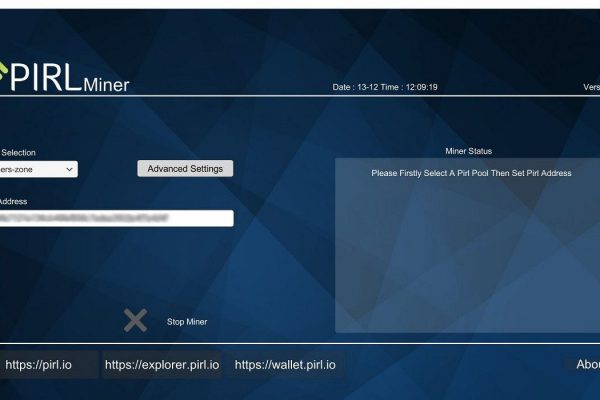 PIRL Miner
Date : 13-12 Time : 12:09:19
Vers
Selection
Miner Status
ers-zone
Advanced Settings
Please Firstly Select A Pirl Pool Then Set Pirl Address
Address
Stop Miner
https://pirl.io
https://explorer.pirl.io
https://wallet.pirl.io
Abou